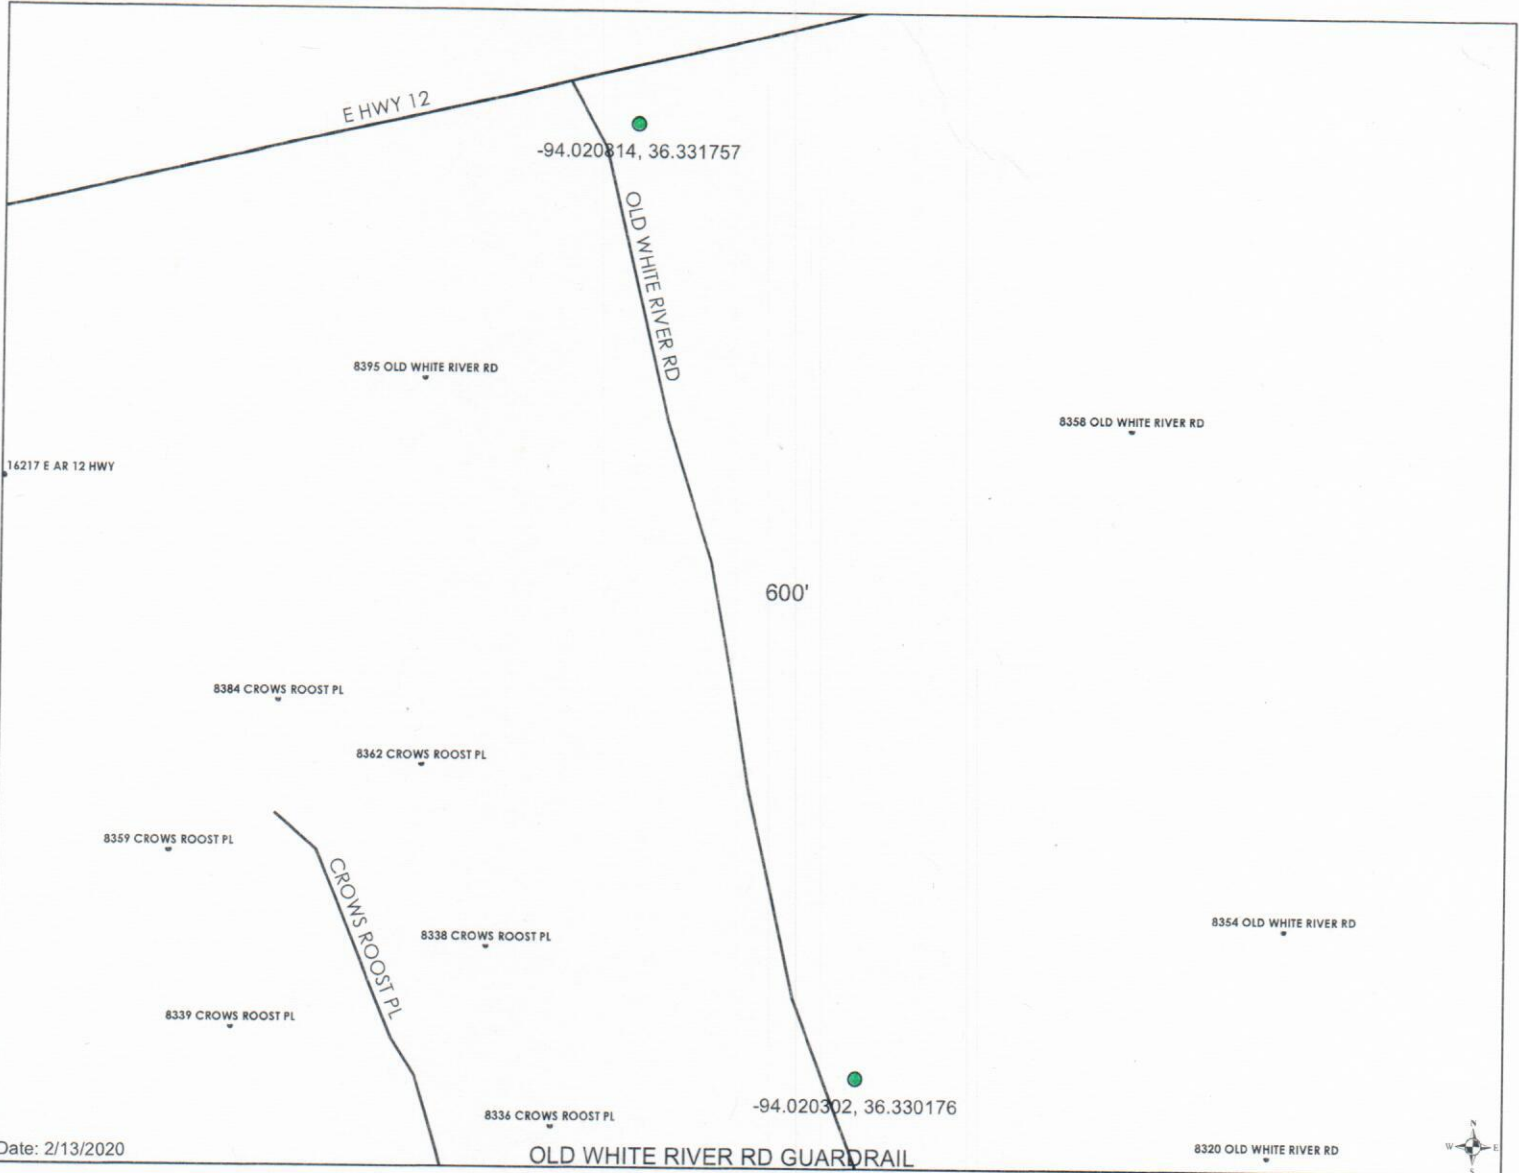 E HWY 12
-94.020814, 36.331757
OLD WHITE RIVER RD
8395 OLD WHITE RIVER RD
8358 OLD WHITE RIVER RD
16217 E AR 12 HWY
600'
8384 CROWS ROOST PL
8362 CROWS ROOST PL
8359 CROWS ROOST PL
CROWS ROOST PL
8338 CROWS ROOST PL
8354 OLD WHITE RIVER RD
8339 CROWS ROOST PL
-94.020302, 36.330176
8336 CROWS ROOST PL
Date: 2/13/2020
OLD WHITE RIVER RD GUARDRAIL
8320 OLD WHITE RIVER RD
N
W E
S